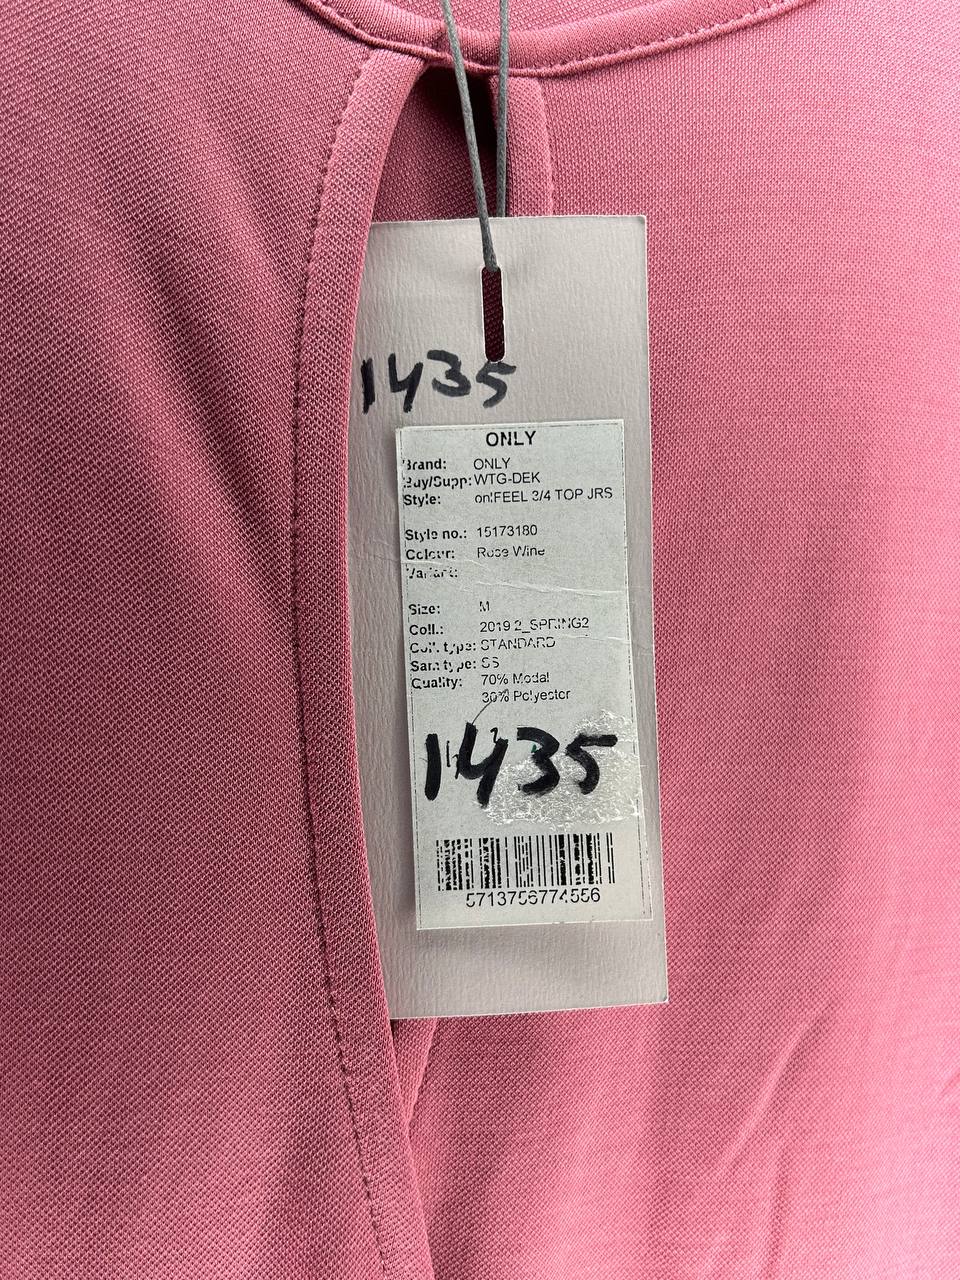 1435
ONLY
Brand: ONLY
Buy/Supp: WTG-DEK
Style: onlFEEL 3/4 TOP JRS
Style no.: 15173180
Colour: Rose Wine
Variant:
Size: M
Coll.: 2019 2_SPRING2
Coll. type: STANDARD
Sam type: SS
Quality: 70% Modal
30% Polyester
1435
5713756774556